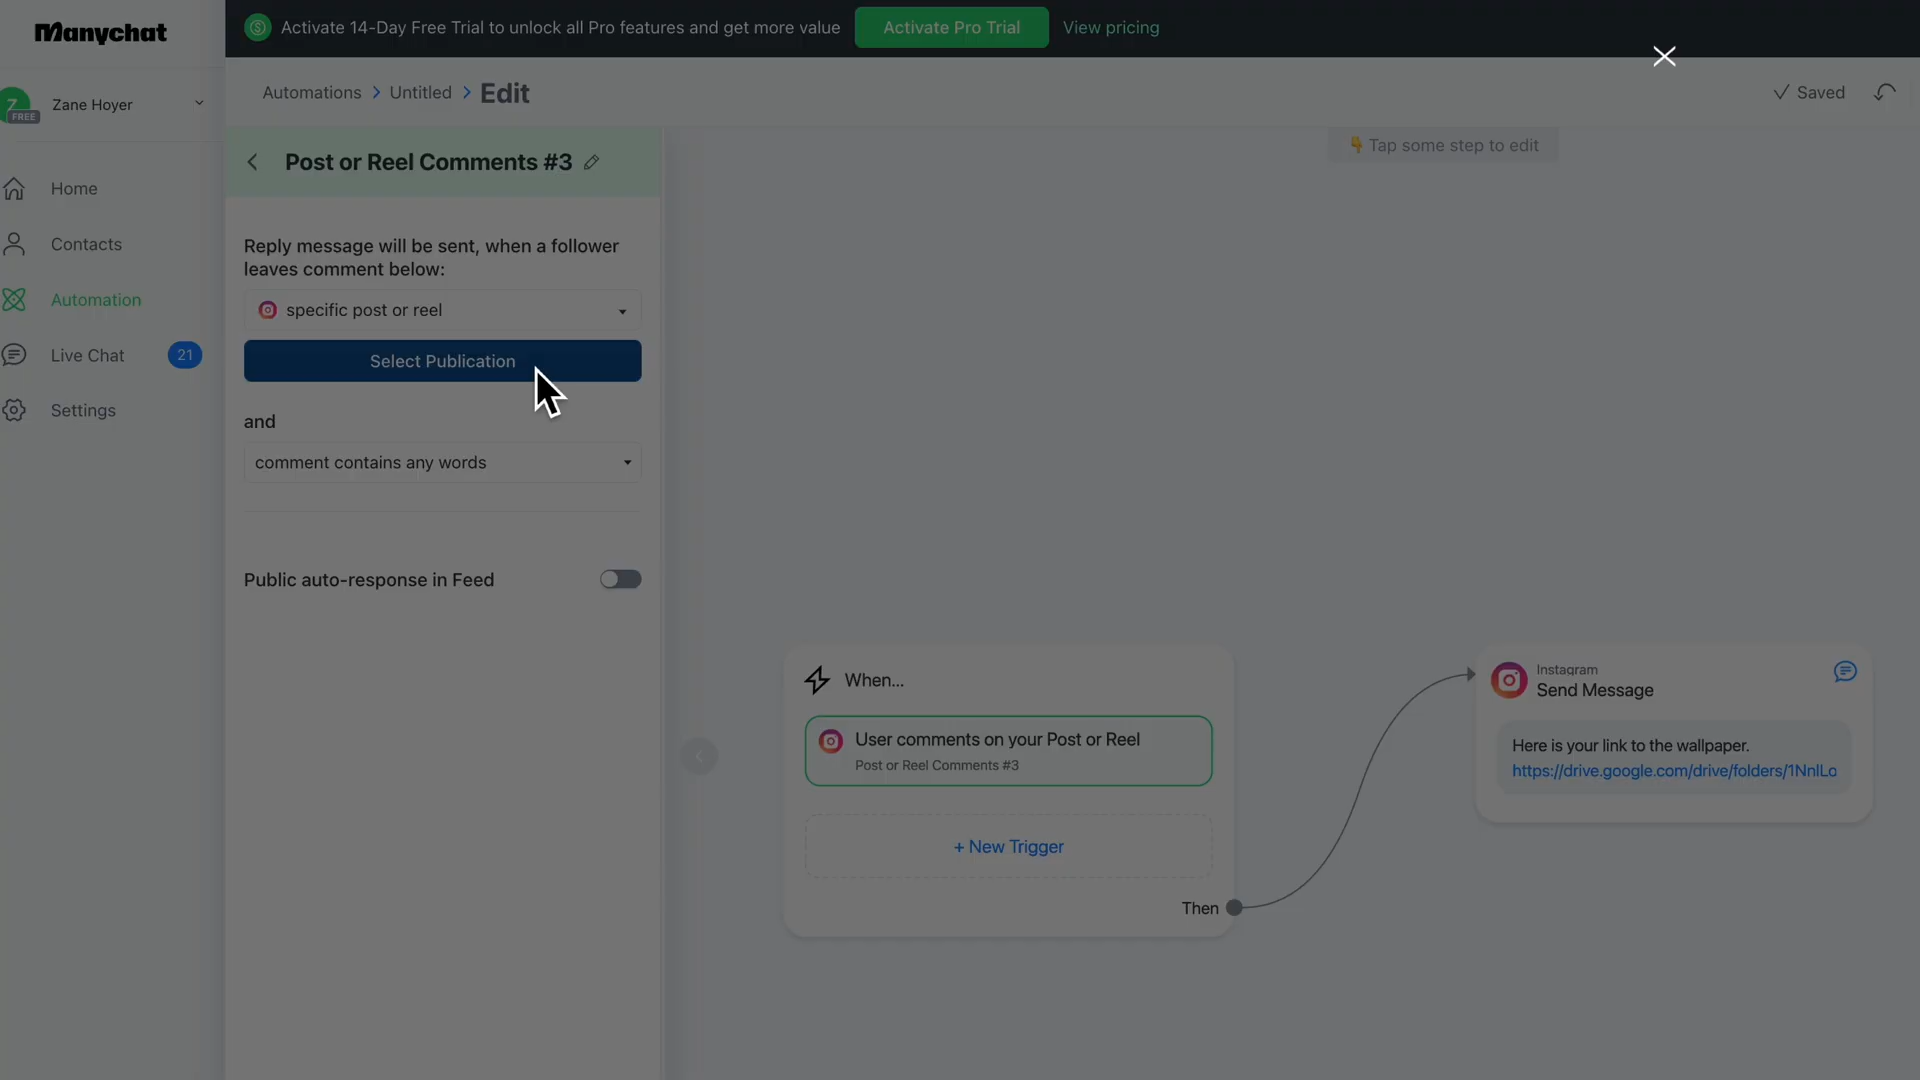 Manychat
Activate 14-Day Free Trial to unlock all Pro features and get more value
Activate Pro Trial
View pricing
Z
FREE
Zane Hoyer
Automations > Untitled > Edit
Saved
Home
Contacts
Automation
Live Chat
21
Settings
Post or Reel Comments #3
Reply message will be sent, when a follower
leaves comment below:
specific post or reel
Select Publication
and
comment contains any words
Public auto-response in Feed
Tap some step to edit
When...
User comments on your Post or Reel
Post or Reel Comments #3
+ New Trigger
Then
Instagram
Send Message
Here is your link to the wallpaper.
https://drive.google.com/drive/folders/1NnlLo